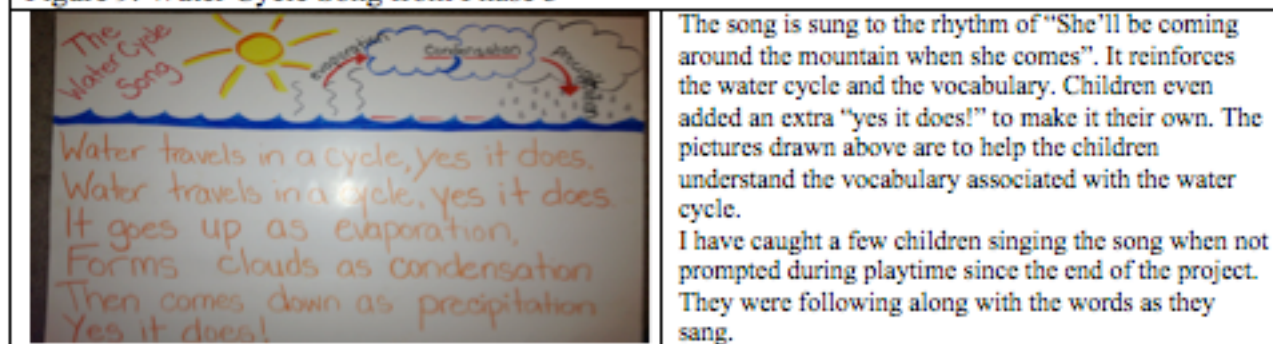 The
Water Cycle
Song
evaporation
Condensation
Water travels in a cycle, yes it does.
Water travels in a cycle, yes it does.
It goes up as evaporation,
Forms clouds as condensation
Then comes down as precipitation
Yes it does!
The song is sung to the rhythm of “She’ll be coming
around the mountain when she comes”. It reinforces
the water cycle and the vocabulary. Children even
added an extra “yes it does!” to make it their own. The
pictures drawn above are to help the children
understand the vocabulary associated with the water
cycle.
I have caught a few children singing the song when not
prompted during playtime since the end of the project.
They were following along with the words as they
sang.